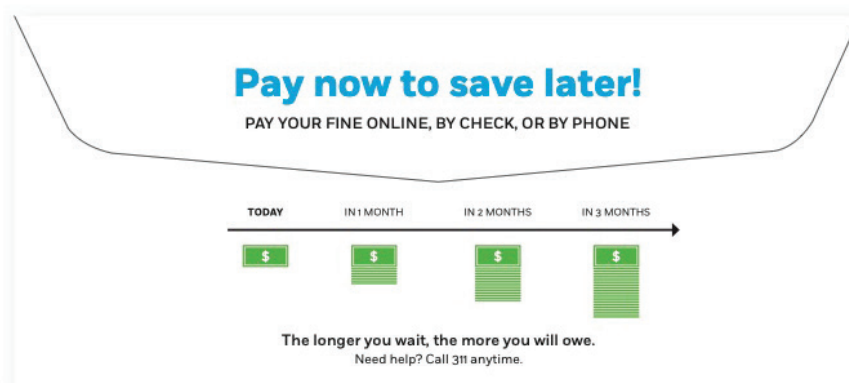 Pay now to save later!
PAY YOUR FINE ONLINE, BY CHECK, OR BY PHONE
TODAY IN 1 MONTH IN 2 MONTHS IN 3 MONTHS
$ $ $ $
The longer you wait, the more you will owe.
Need help? Call 311 anytime.